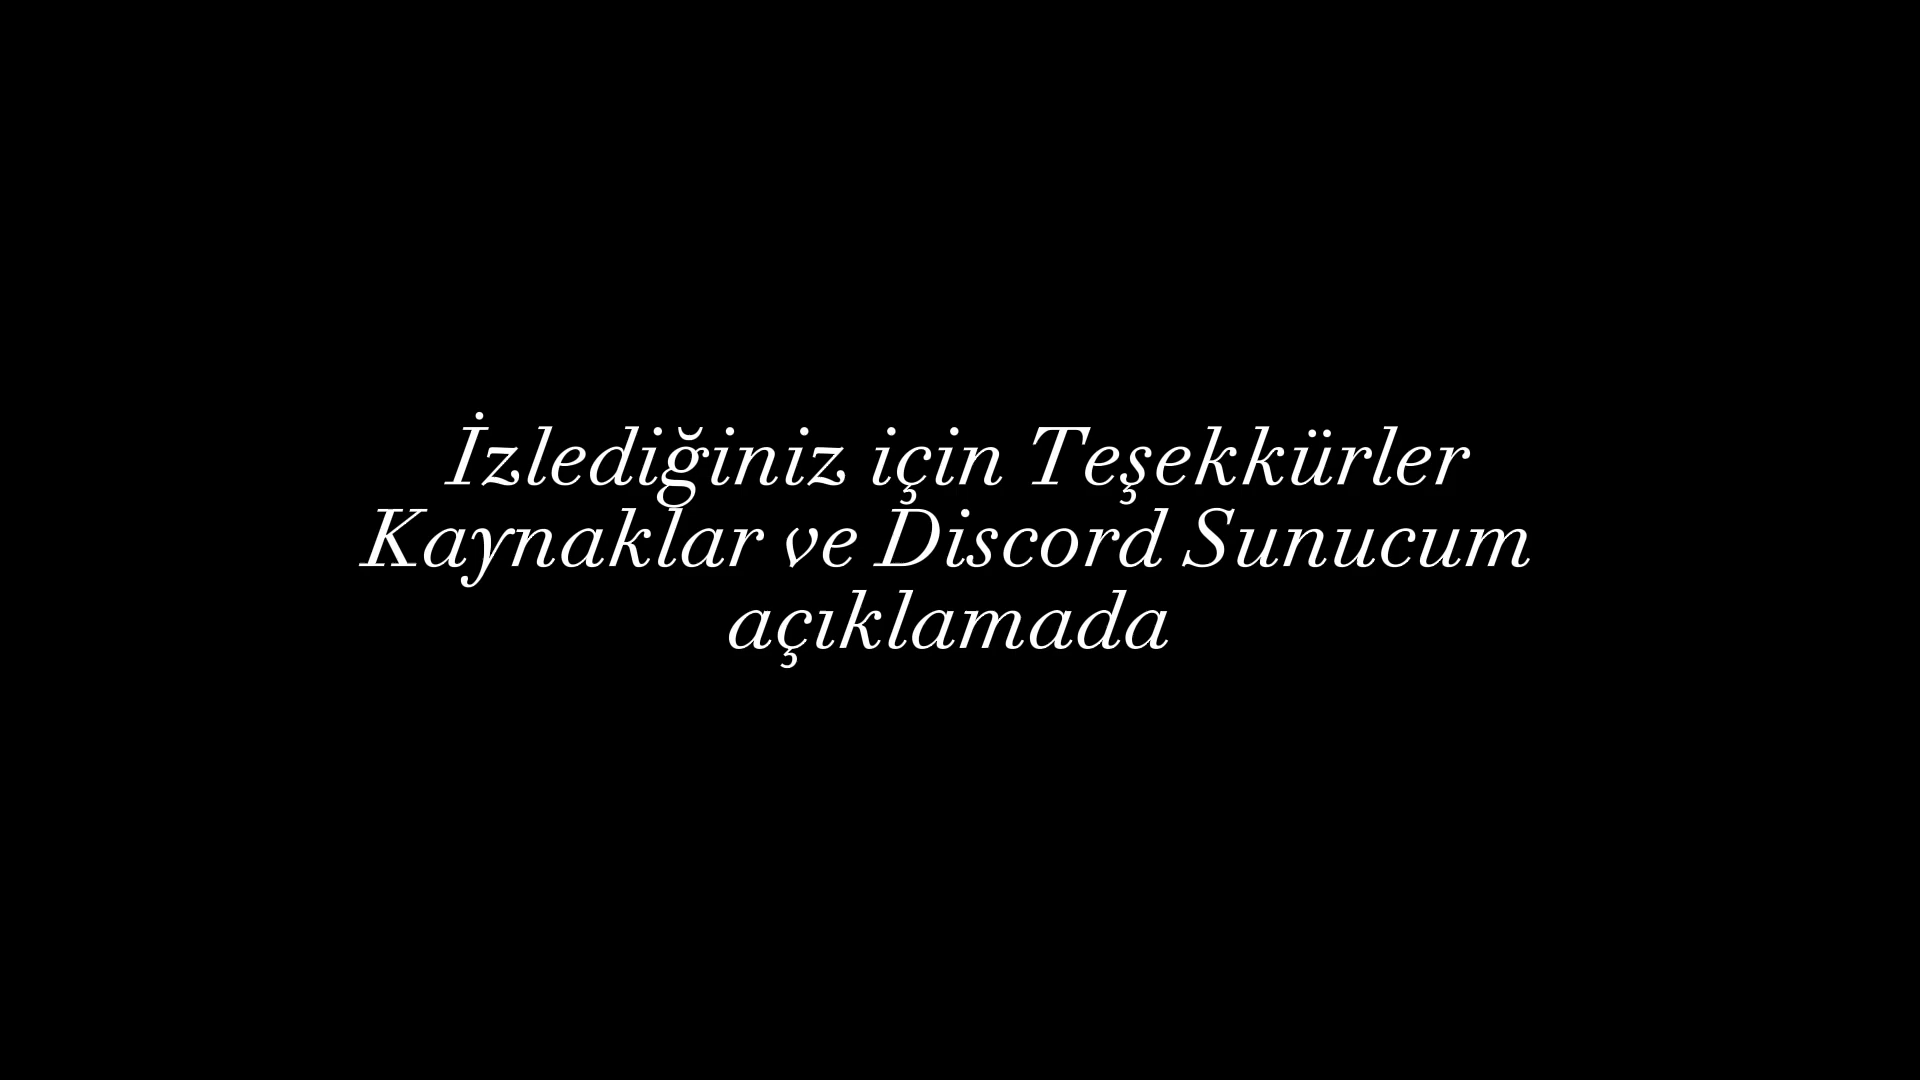 İzlediğiniz için Teşekkürler
Kaynaklar ve Discord Sunucum
açıklamada